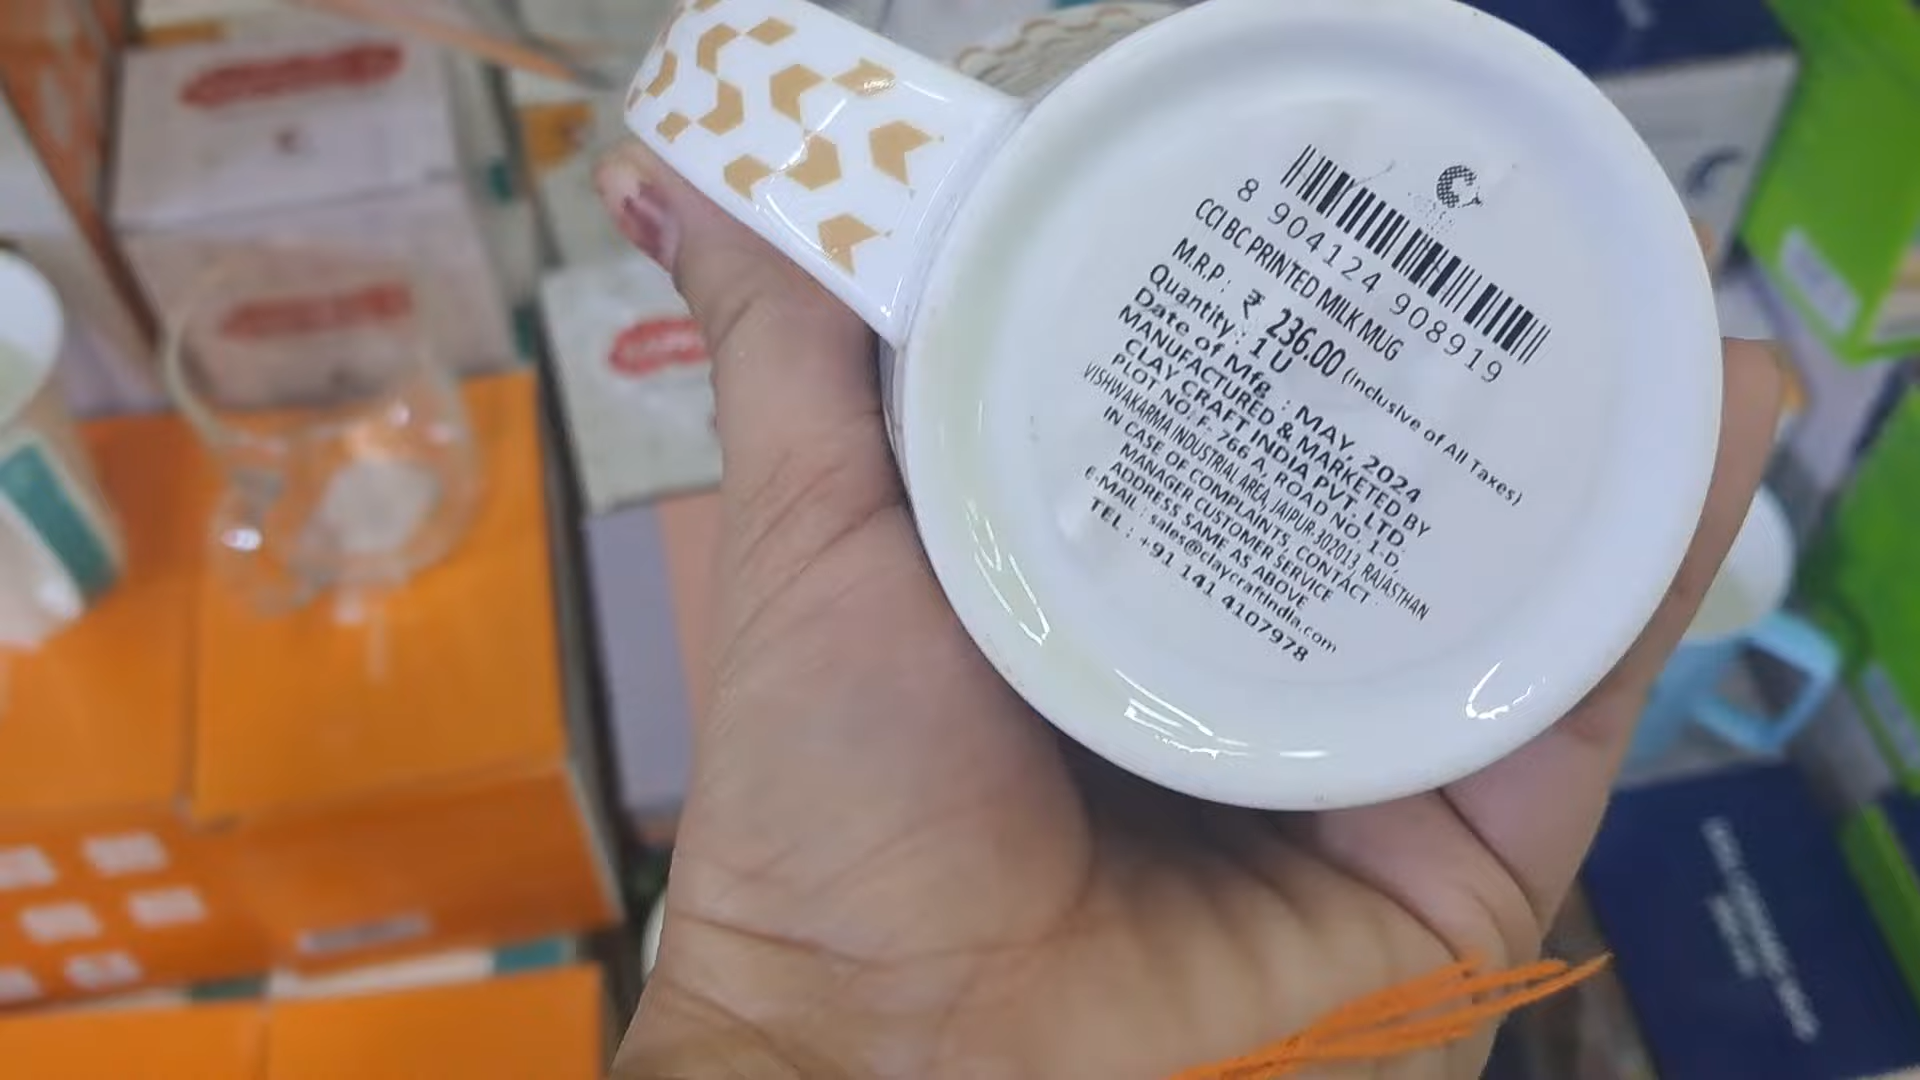 8 904124 908919
CCI BC PRINTED MILK MUG
M.R.P : ₹ 236.00 (Inclusive of All Taxes)
Quantity : 1 U
Date of Mfg : MAY, 2024
MANUFACTURED & MARKETED BY
CLAY CRAFT INDIA PVT. LTD.
PLOT NO. F- 766 A, ROAD NO. 1-D,
VISHWAKARMA INDUSTRIAL AREA, JAIPUR-302013, RAJASTHAN
IN CASE OF COMPLAINTS, CONTACT :
MANAGER CUSTOMER SERVICE
ADDRESS SAME AS ABOVE
E-MAIL : sales@claycraftindia.com
TEL : +91 141 4107978